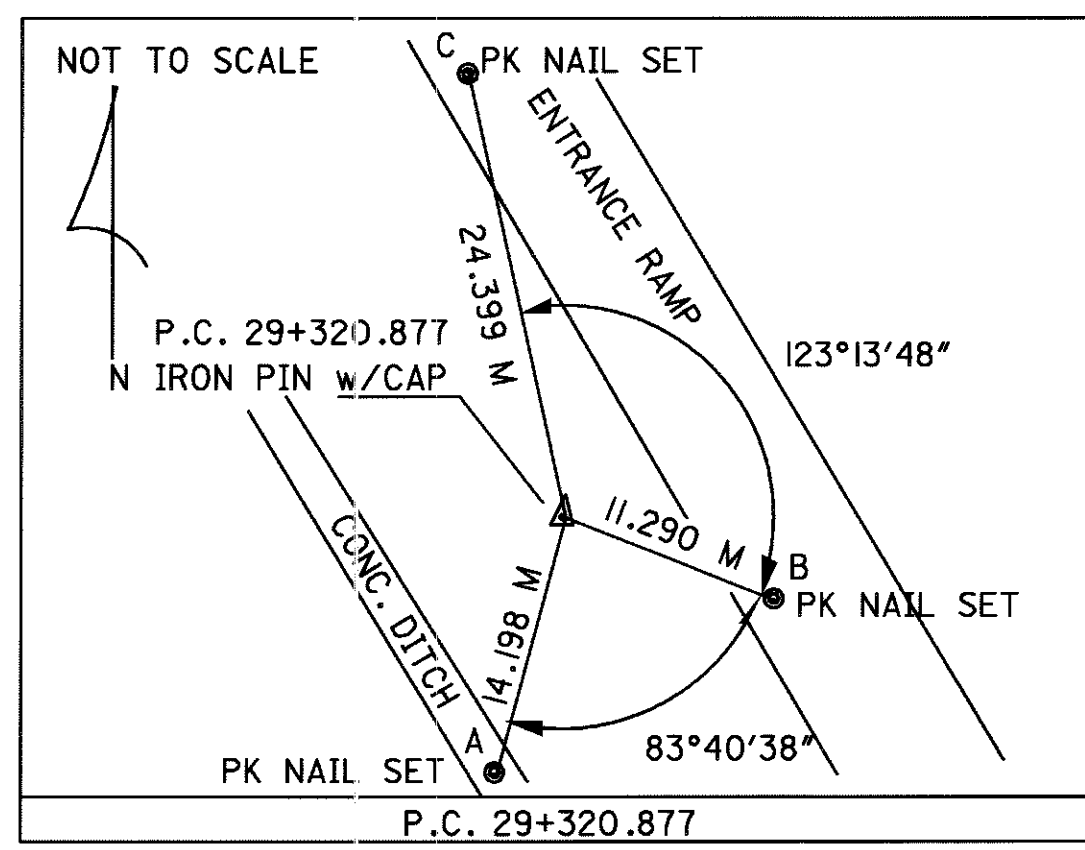 C
NOT TO SCALE
PK NAIL SET
ENTRANCE RAMP
24.399 M
P.C. 29+320.877
N IRON PIN w/CAP
123°13'48"
11.290 M
B
PK NAIL SET
CONC. DITCH
14.198 M
A
83°40'38"
PK NAIL SET
P.C. 29+320.877